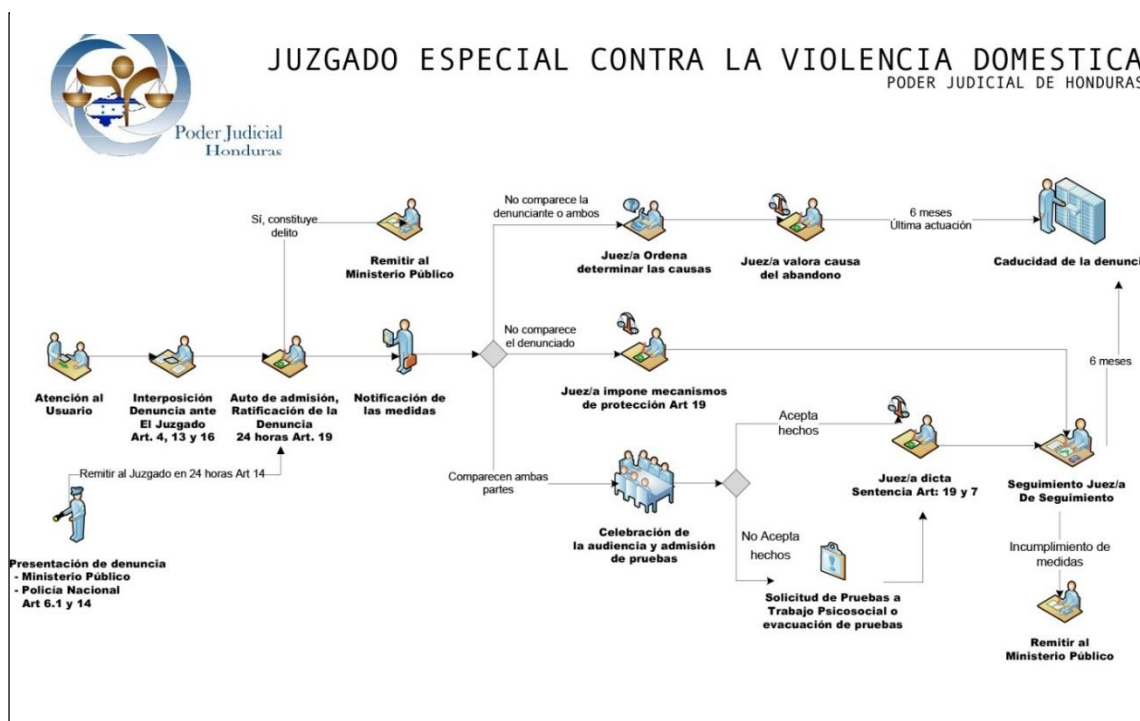 JUZGADO ESPECIAL CONTRA LA VIOLENCIA DOMESTICA
PODER JUDICIAL DE HONDURAS
Poder Judicial
Honduras
Sí, constituye
delito
Remitir al
Ministerio Público
No comparece la
denunciante o ambos
Juez/a Ordena
determinar las causas
Juez/a valora causa
del abandono
6 meses
Última actuación
Caducidad de la denunci
Atención al
Usuario
Interposición
Denuncia ante
El Juzgado
Art. 4, 13 y 16
Auto de admisión,
Ratificación de la
Denuncia
24 horas Art. 19
Notificación de
las medidas
No comparece
el denunciado
Juez/a impone mecanismos
de protección Art 19
6 meses
Remitir al Juzgado en 24 horas Art 14
Presentación de denuncia
- Ministerio Público
- Policía Nacional
Art 6.1 y 14
Comparecen ambas
partes
Celebración de
la audiencia y admisión
de pruebas
Acepta
hechos
No Acepta
hechos
Juez/a dicta
Sentencia Art: 19 y 7
Solicitud de Pruebas a
Trabajo Psicosocial o
evacuación de pruebas
Seguimiento Juez/a
De Seguimiento
Incumplimiento de
medidas
Remitir al
Ministerio Público